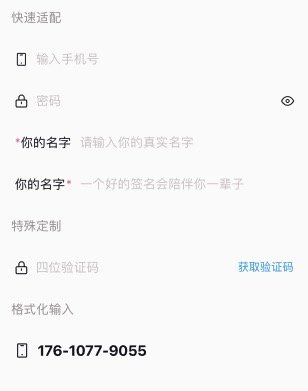 快速适配
输入手机号
密码
*你的名字 请输入你的真实名字
你的名字* 一个好的签名会陪伴你一辈子
特殊定制
四位验证码 获取验证码
格式化输入
176-1077-9055